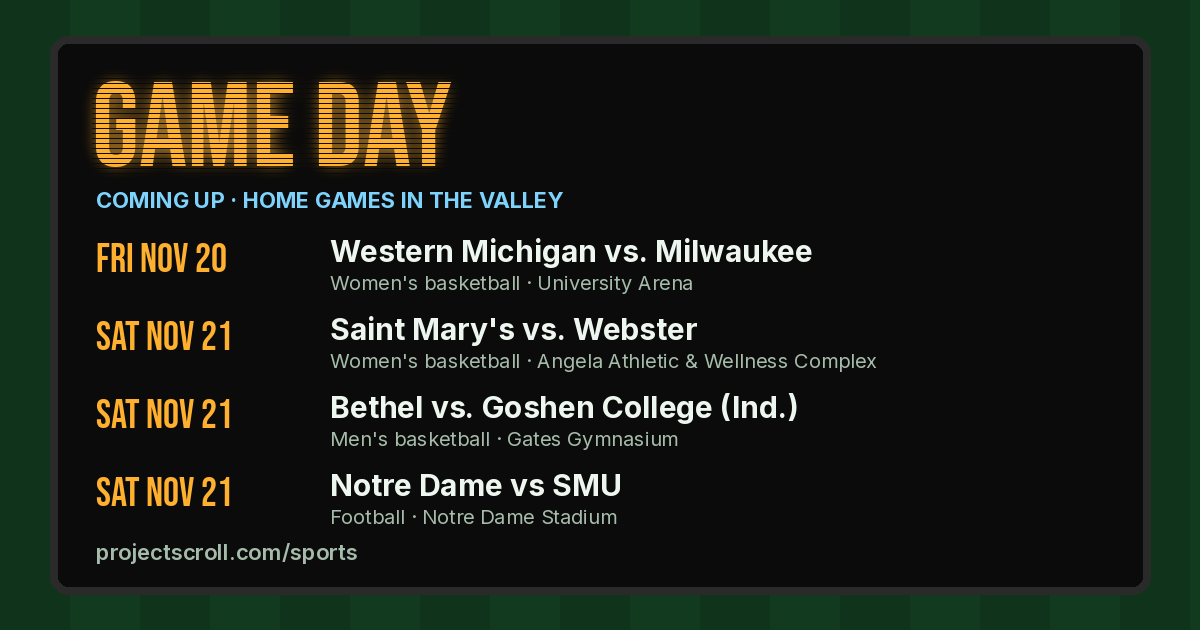 GAME DAY
COMING UP · HOME GAMES IN THE VALLEY
FRI NOV 20
Western Michigan vs. Milwaukee
Women's basketball · University Arena
SAT NOV 21
Saint Mary's vs. Webster
Women's basketball · Angela Athletic & Wellness Complex
SAT NOV 21
Bethel vs. Goshen College (Ind.)
Men's basketball · Gates Gymnasium
SAT NOV 21
Notre Dame vs SMU
Football · Notre Dame Stadium
projectscroll.com/sports